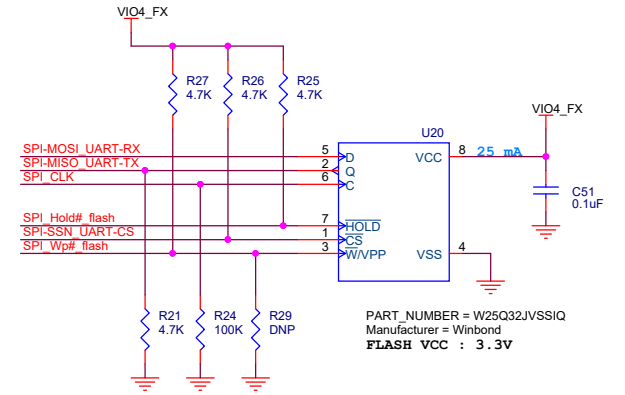 VIO4_FX
R27
4.7K
R26
4.7K
R25
4.7K
VIO4_FX
U20
SPI-MOSI_UART-RX
5
D
VCC
8
25 mA
SPI-MISO_UART-TX
2
Q
SPI_CLK
6
C
C51
0.1uF
SPI_Hold#_flash
7
HOLD
SPI-SSN_UART-CS
1
CS
SPI_Wp#_flash
3
W/VPP
VSS
4
R21
4.7K
R24
100K
R29
DNP
PART_NUMBER = W25Q32JVSSIQ
Manufacturer = Winbond
FLASH VCC : 3.3V